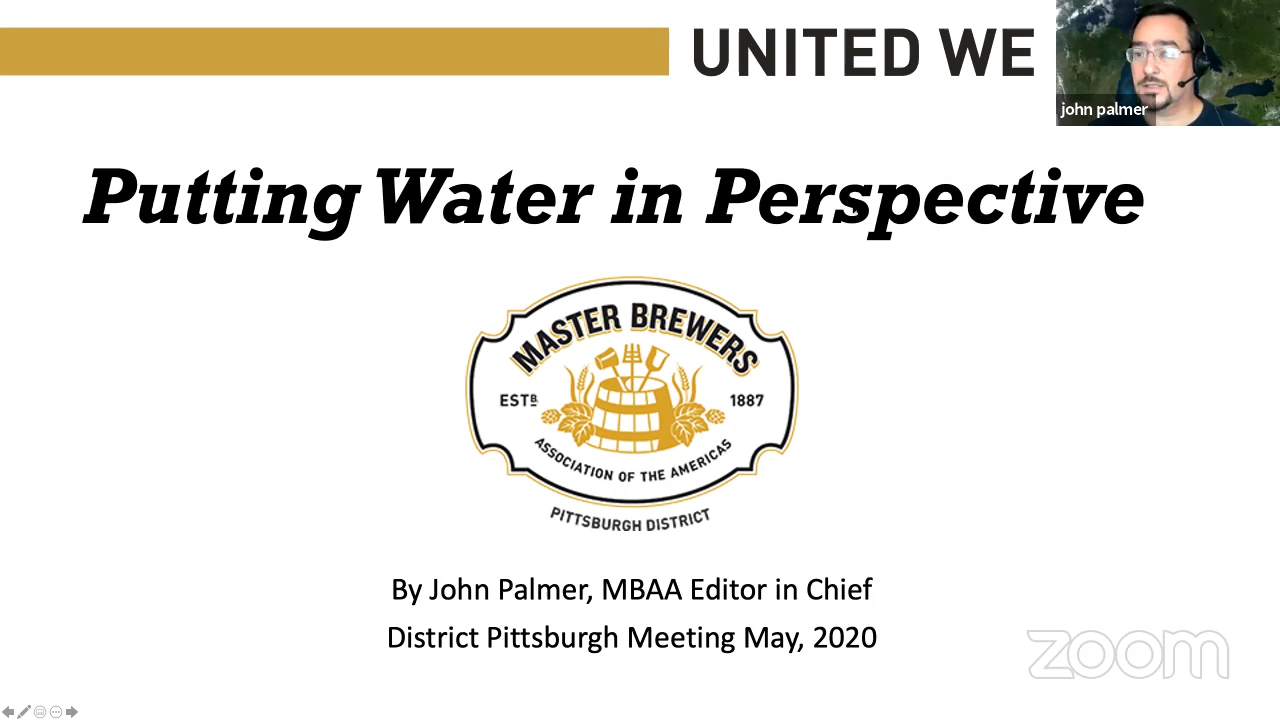 UNITED WE
john palmer
Putting Water in Perspective
MASTER BREWERS
ESTB 1887
ASSOCIATION OF THE AMERICAS
PITTSBURGH DISTRICT
By John Palmer, MBAA Editor in Chief
District Pittsburgh Meeting May, 2020
zoom